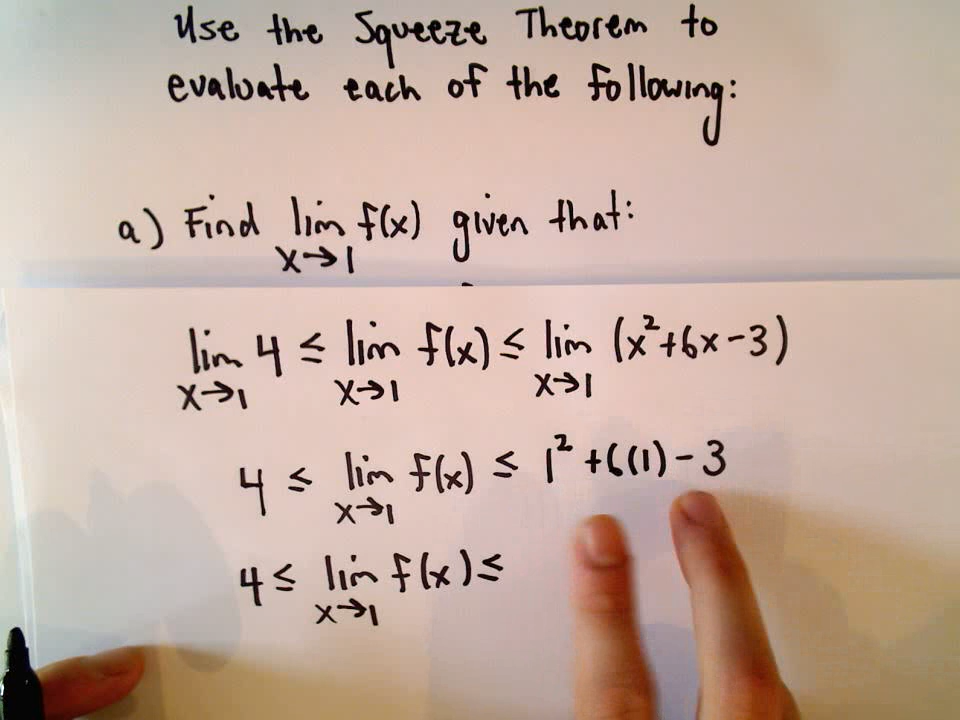 Use the Squeeze Theorem to
evaluate each of the following:
a) Find lim f(x) given that:
x→1
lim 4 ≤ lim f(x) ≤ lim (x²+6x-3)
x→1 x→1 x→1
4 ≤ lim f(x) ≤ 1² +6(1) - 3
x→1
4 ≤ lim f(x) ≤
x→1